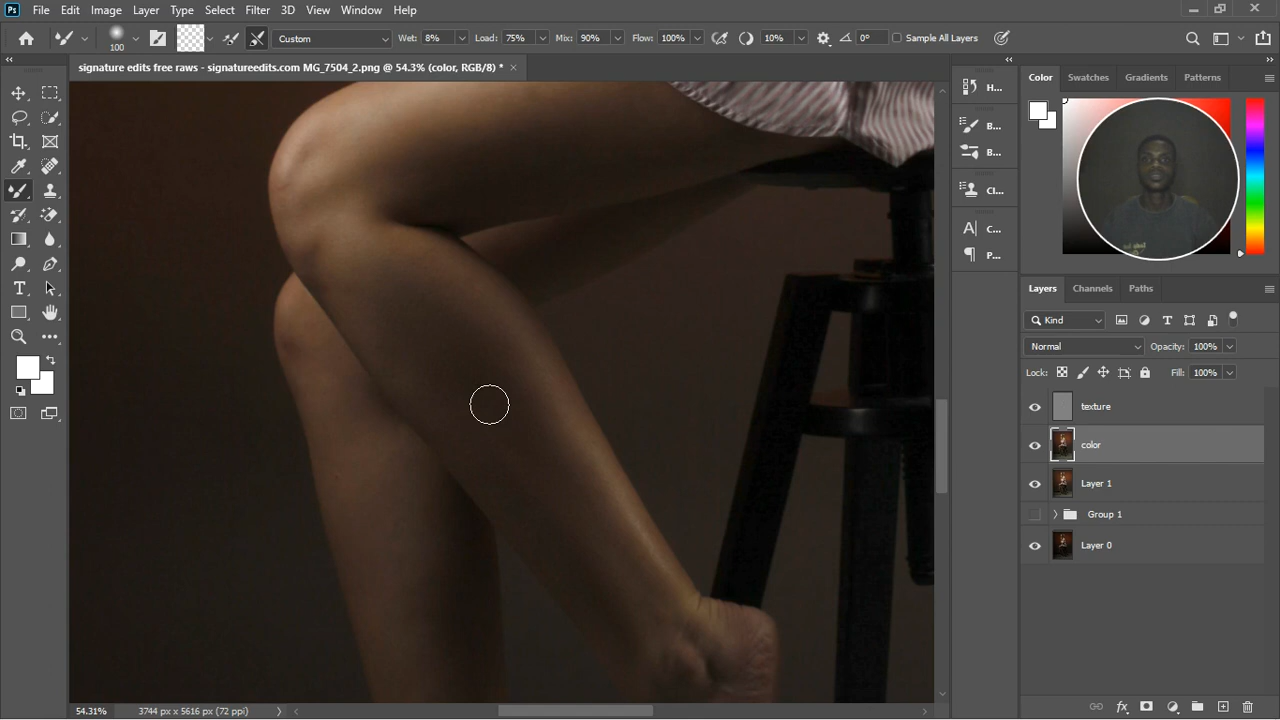 Ps File Edit Image Layer Type Select Filter 3D View Window Help
100 Custom Wet: 8% Load: 75% Mix: 90% Flow: 100% 10% 0° Sample All Layers
signature edits free raws - signatureedits.com MG_7504_2.png @ 54.3% (color, RGB/8) * ×
H...
B...
B...
Cl...
A| C...
¶ P...
Color Swatches Gradients Patterns
Layers Channels Paths
Kind
Normal Opacity: 100%
Lock: Fill: 100%
texture
color
Layer 1
Group 1
Layer 0
54.31% 3744 px x 5616 px (72 ppi)